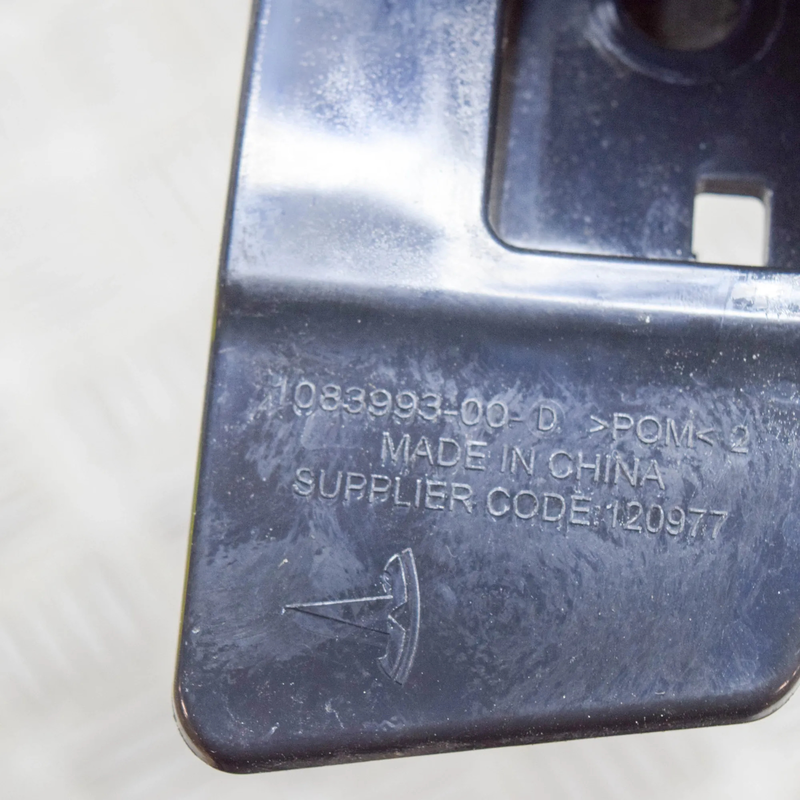 1083993-00-D >POM< 2
MADE IN CHINA
SUPPLIER CODE:120977